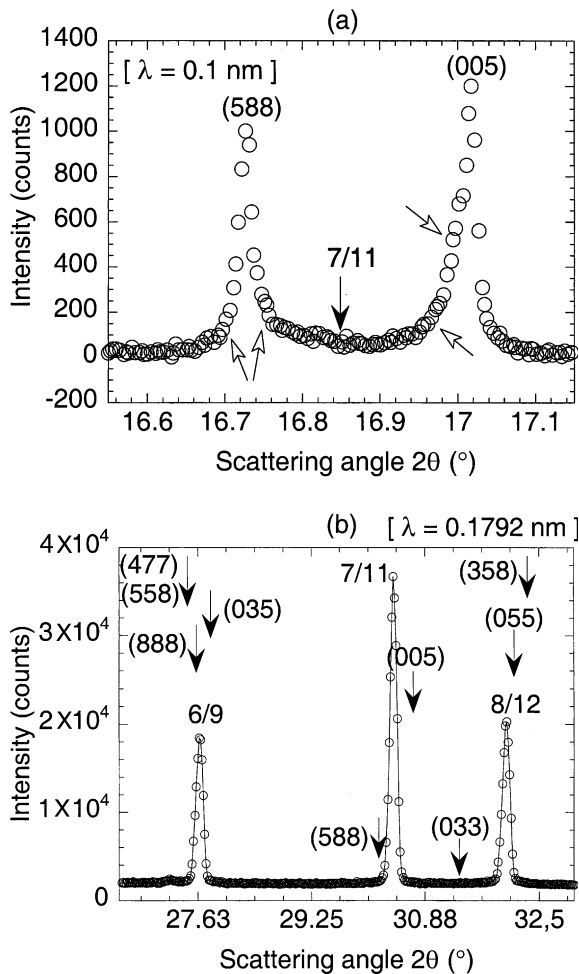 (a)
1400
1200
1000
800
600
400
200
0
-200
Intensity (counts)
[ λ = 0.1 nm ]
(588)
(005)
7/11
16.6 16.7 16.8 16.9 17 17.1
Scattering angle 2θ (°)
(b) [ λ = 0.1792 nm ]
4X10⁴
3X10⁴
2X10⁴
1X10⁴
0
Intensity (counts)
(477)
(558)
(035)
(888)
6/9
7/11
(005)
(358)
(055)
8/12
(588)
(033)
27.63 29.25 30.88 32,5
Scattering angle 2θ (°)